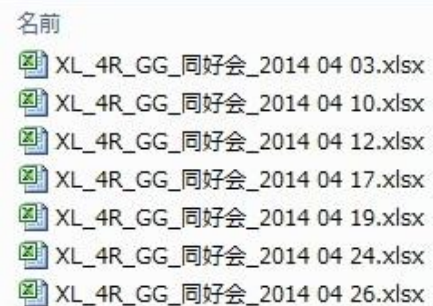 名前
XL_4R_GG_同好会_2014 04 03.xlsx
XL_4R_GG_同好会_2014 04 10.xlsx
XL_4R_GG_同好会_2014 04 12.xlsx
XL_4R_GG_同好会_2014 04 17.xlsx
XL_4R_GG_同好会_2014 04 19.xlsx
XL_4R_GG_同好会_2014 04 24.xlsx
XL_4R_GG_同好会_2014 04 26.xlsx